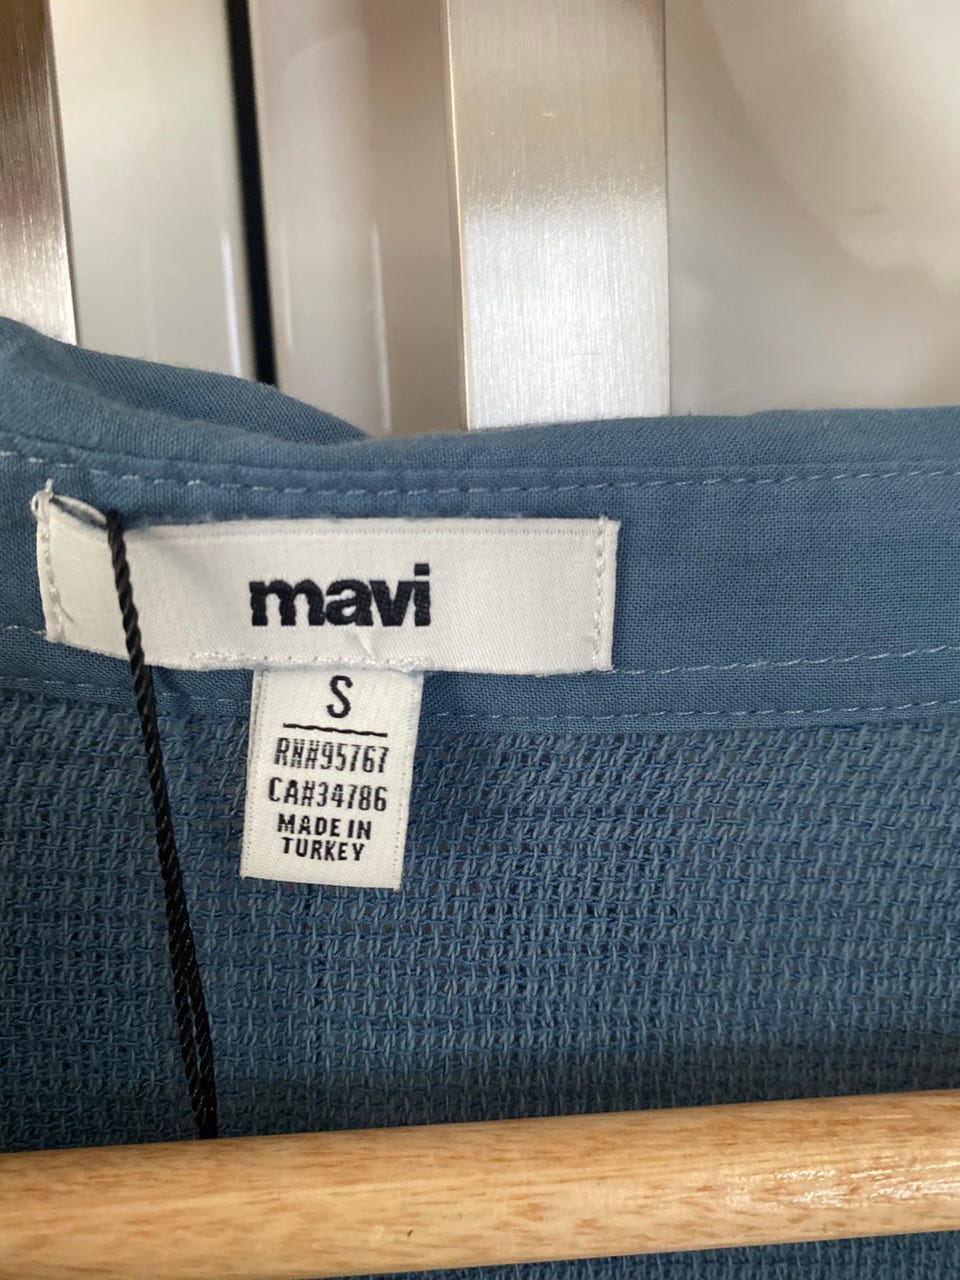 mavi
S
RN#95767
CA#34786
MADE IN
TURKEY